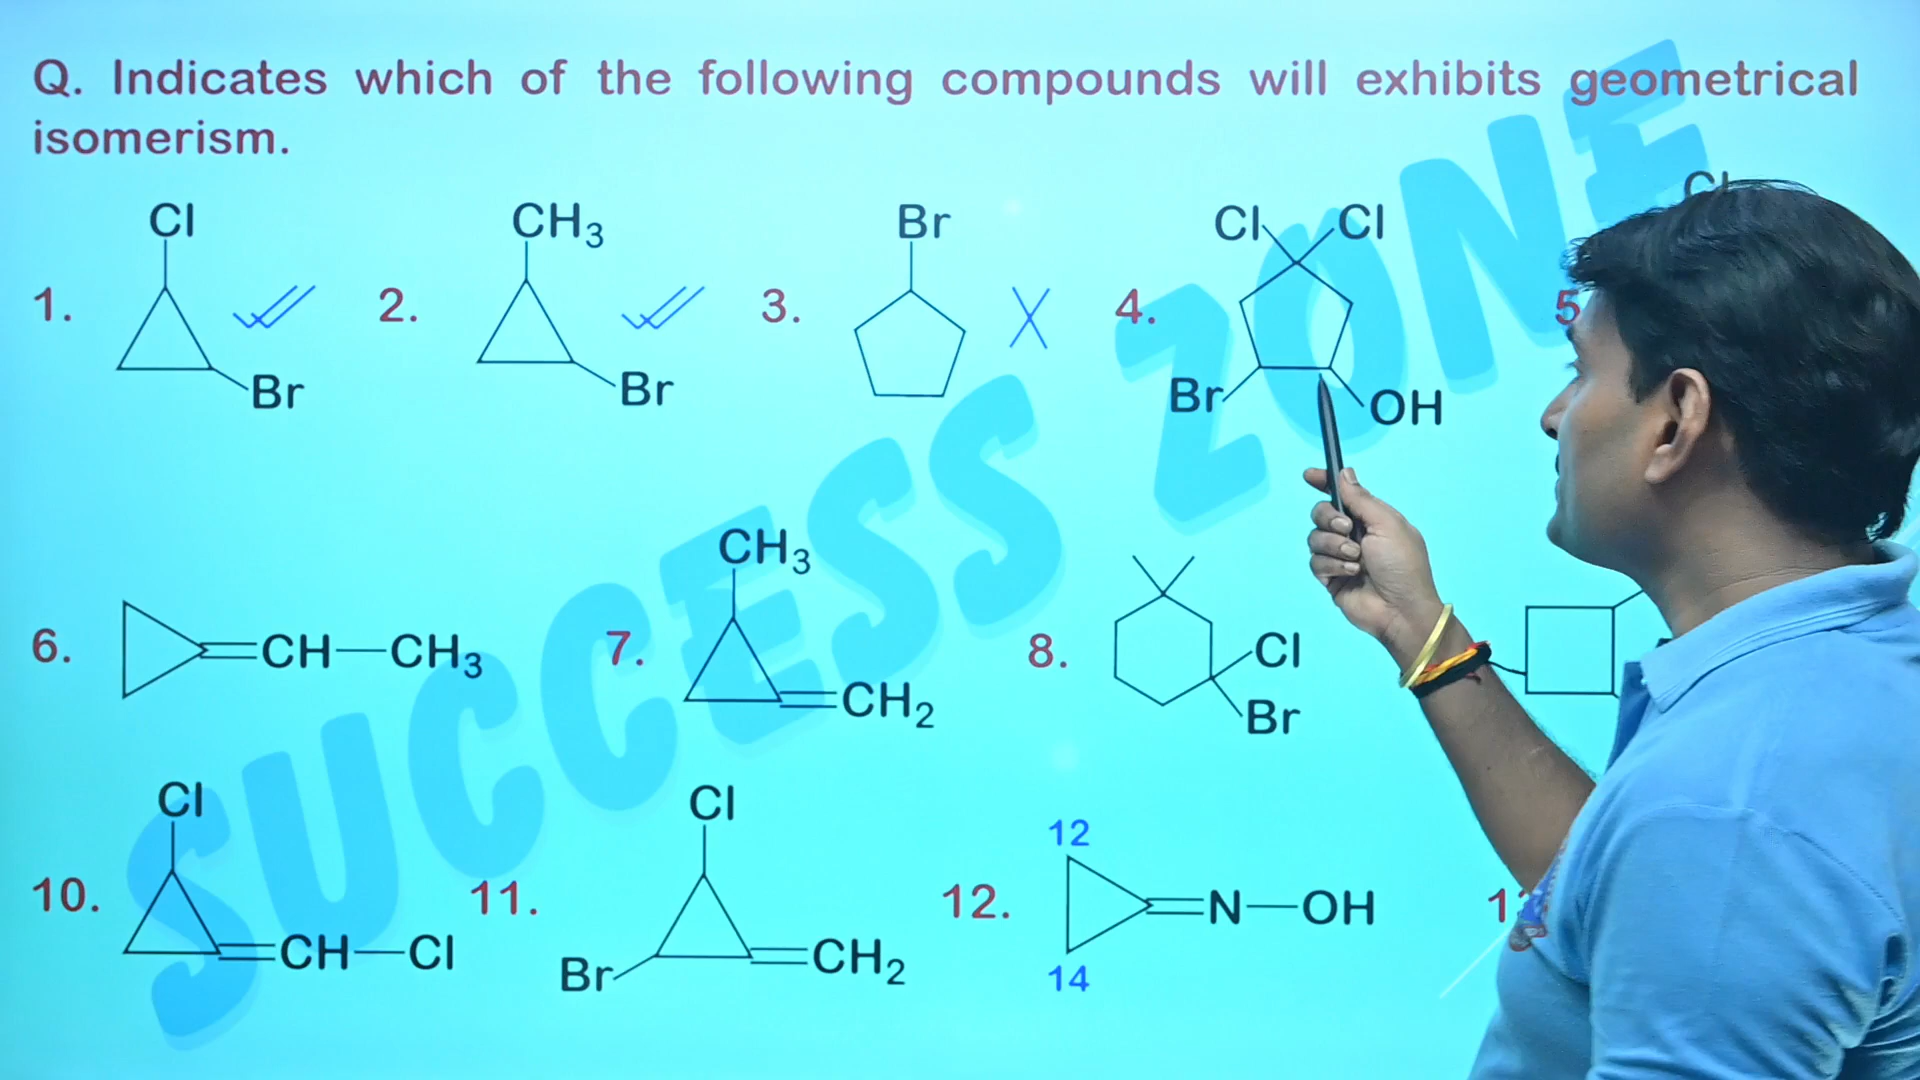 Q. Indicates which of the following compounds will exhibits geometrical
isomerism.
Cl
1.
Br
CH3
2.
Br
Br
3.
Cl Cl
4.
Br OH
Cl
5
6.
CH—CH3
CH3
7.
CH2
8.
Cl
Br
Cl
10.
CH—Cl
Cl
11.
Br
CH2
12
12.
N—OH
14
SUCCESS ZONE